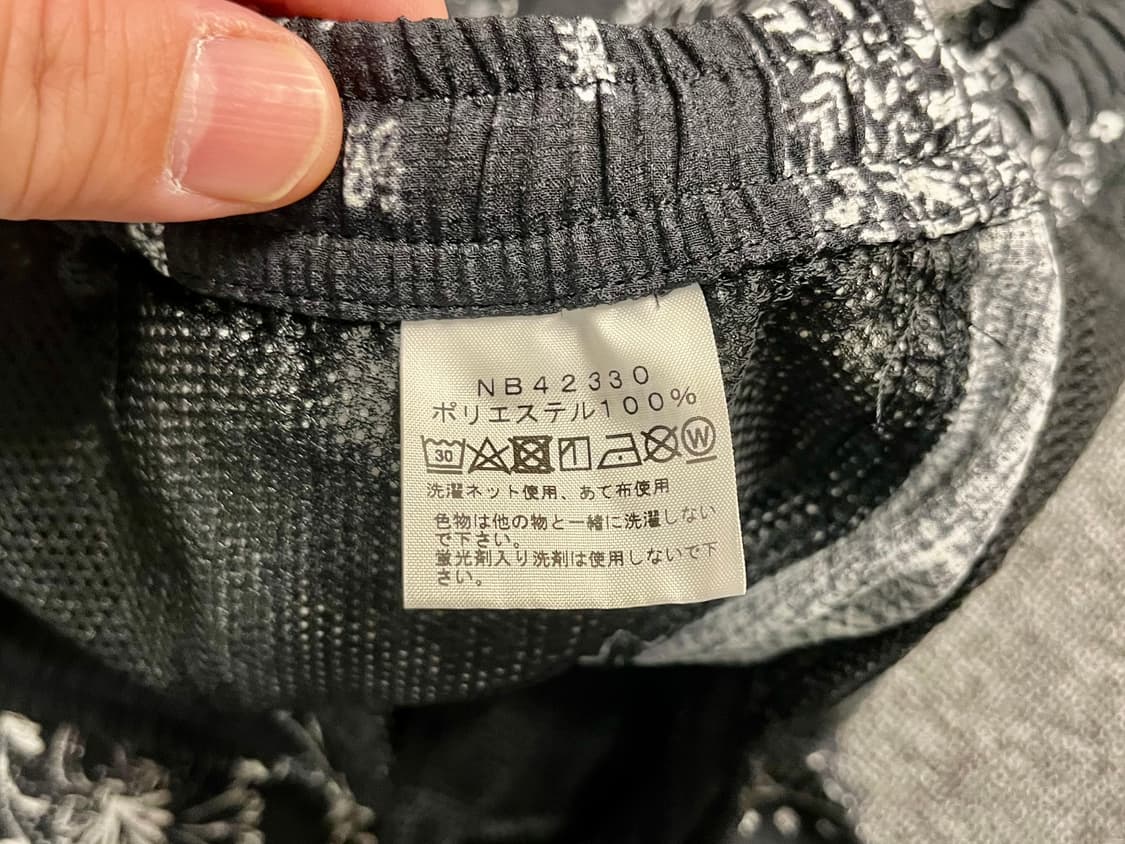 NB42330
ポリエステル100%
30 W
洗濯ネット使用、あて布使用
色物は他の物と一緒に洗濯しない
で下さい。
蛍光剤入り洗剤は使用しないで下
さい。